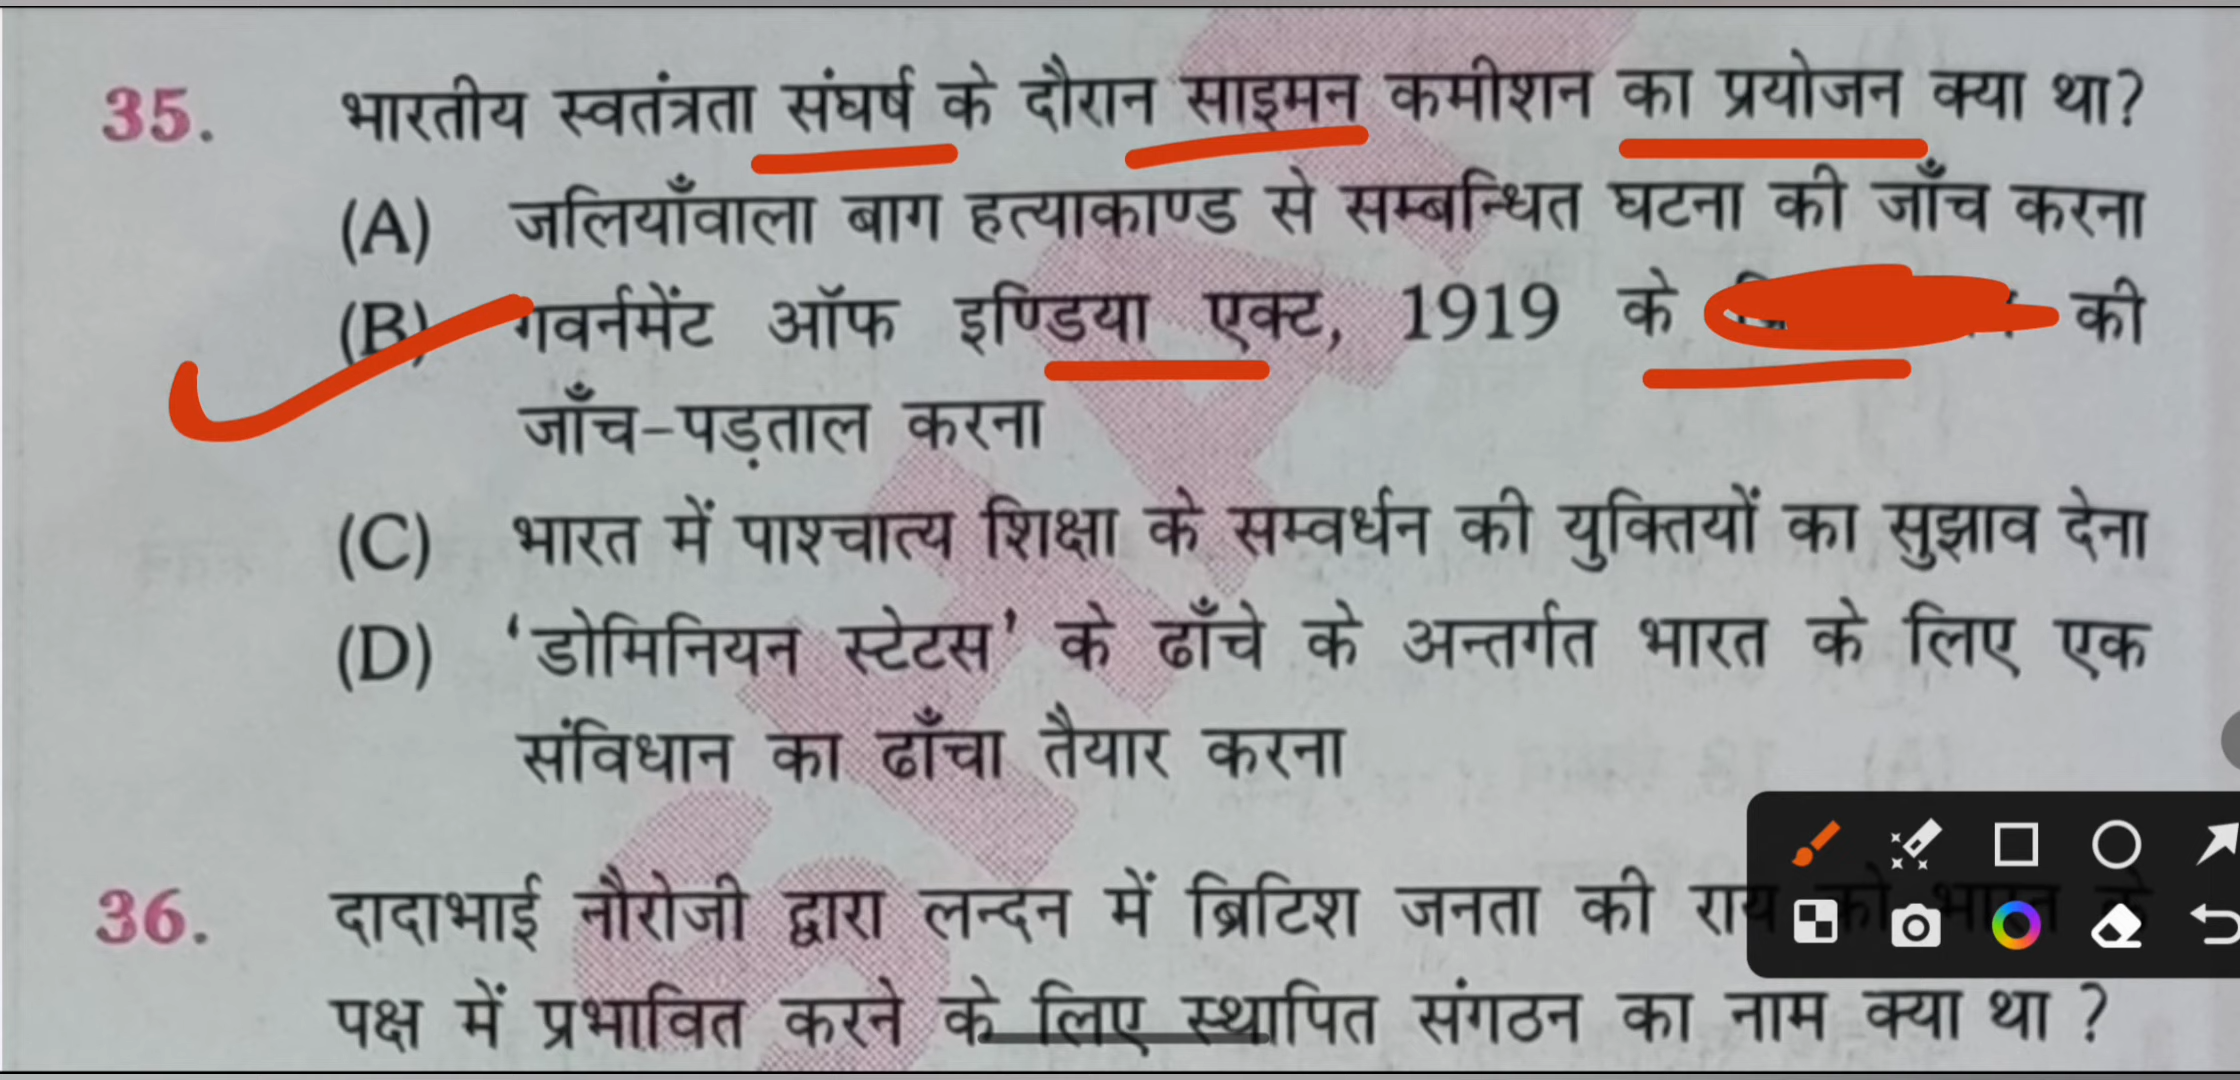 35. भारतीय स्वतंत्रता संघर्ष के दौरान साइमन कमीशन का प्रयोजन क्या था?
(A) जलियाँवाला बाग हत्याकाण्ड से सम्बन्धित घटना की जाँच करना
(B) गवर्नमेंट ऑफ इण्डिया एक्ट, 1919 के की
जाँच-पड़ताल करना
(C) भारत में पाश्चात्य शिक्षा के सम्वर्धन की युक्तियों का सुझाव देना
(D) 'डोमिनियन स्टेटस' के ढाँचे के अन्तर्गत भारत के लिए एक
संविधान का ढाँचा तैयार करना
36. दादाभाई नौरोजी द्वारा लन्दन में ब्रिटिश जनता की राय को भारत के
पक्ष में प्रभावित करने के लिए स्थापित संगठन का नाम क्या था ?